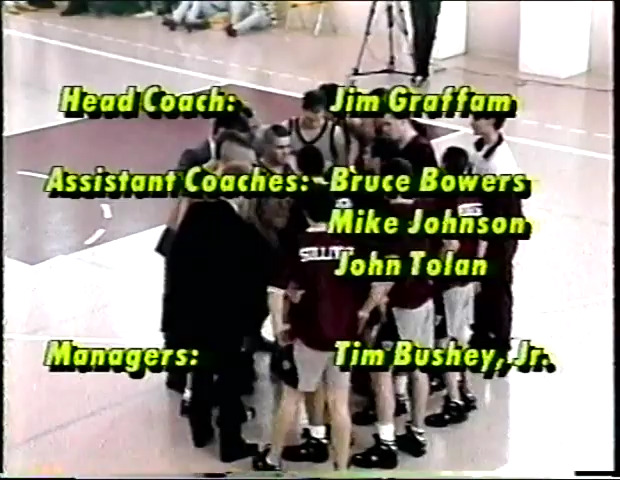 Head Coach: Jim Graffam
Assistant Coaches: Bruce Bowers
Mike Johnson
John Tolan
Managers: Tim Bushey, Jr.